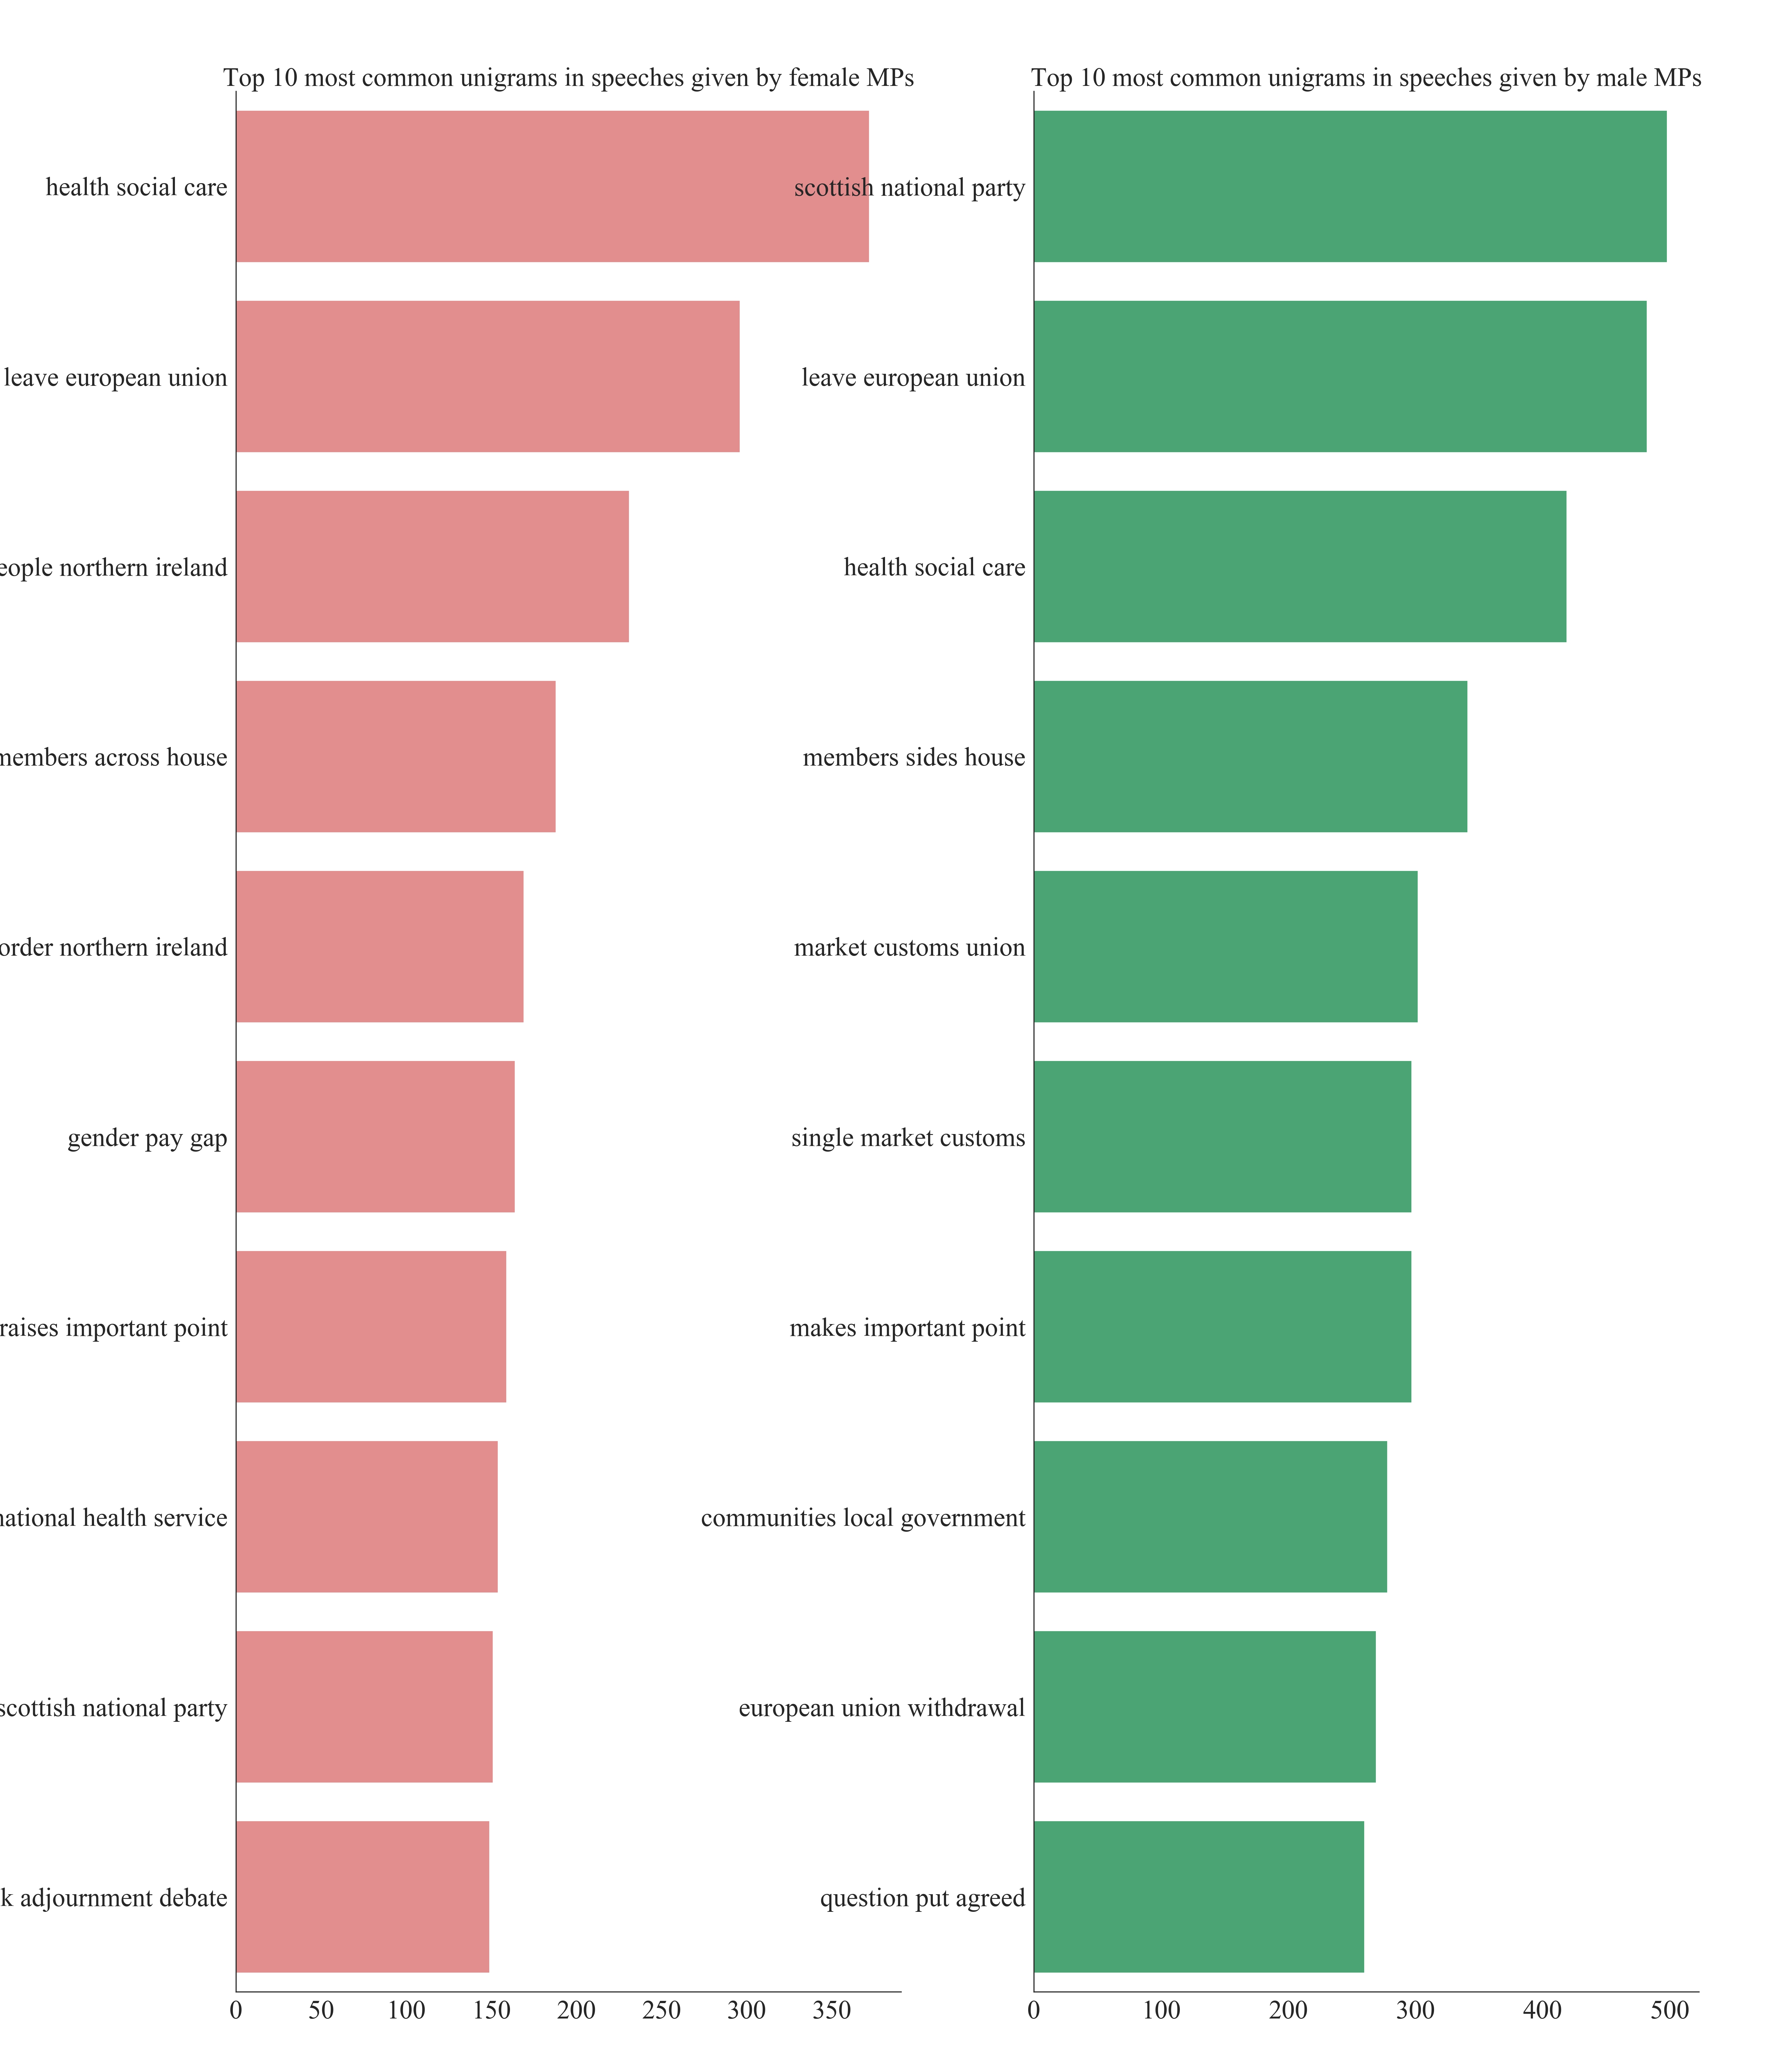 Top 10 most common unigrams in speeches given by female MPs
health social care
leave european union
eople northern ireland
members across house
order northern ireland
gender pay gap
raises important point
national health service
scottish national party
k adjournment debate
0 50 100 150 200 250 300 350
Top 10 most common unigrams in speeches given by male MPs
scottish national party
leave european union
health social care
members sides house
market customs union
single market customs
makes important point
communities local government
european union withdrawal
question put agreed
0 100 200 300 400 500